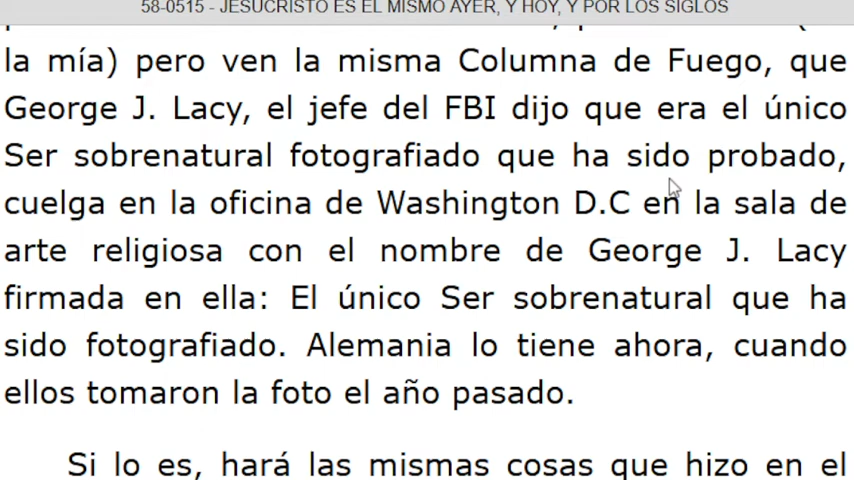 58-0515 - JESUCRISTO ES EL MISMO AYER, Y HOY, Y POR LOS SIGLOS
la mía) pero ven la misma Columna de Fuego, que
George J. Lacy, el jefe del FBI dijo que era el único
Ser sobrenatural fotografiado que ha sido probado,
cuelga en la oficina de Washington D.C en la sala de
arte religiosa con el nombre de George J. Lacy
firmada en ella: El único Ser sobrenatural que ha
sido fotografiado. Alemania lo tiene ahora, cuando
ellos tomaron la foto el año pasado.
Si lo es, hará las mismas cosas que hizo en el